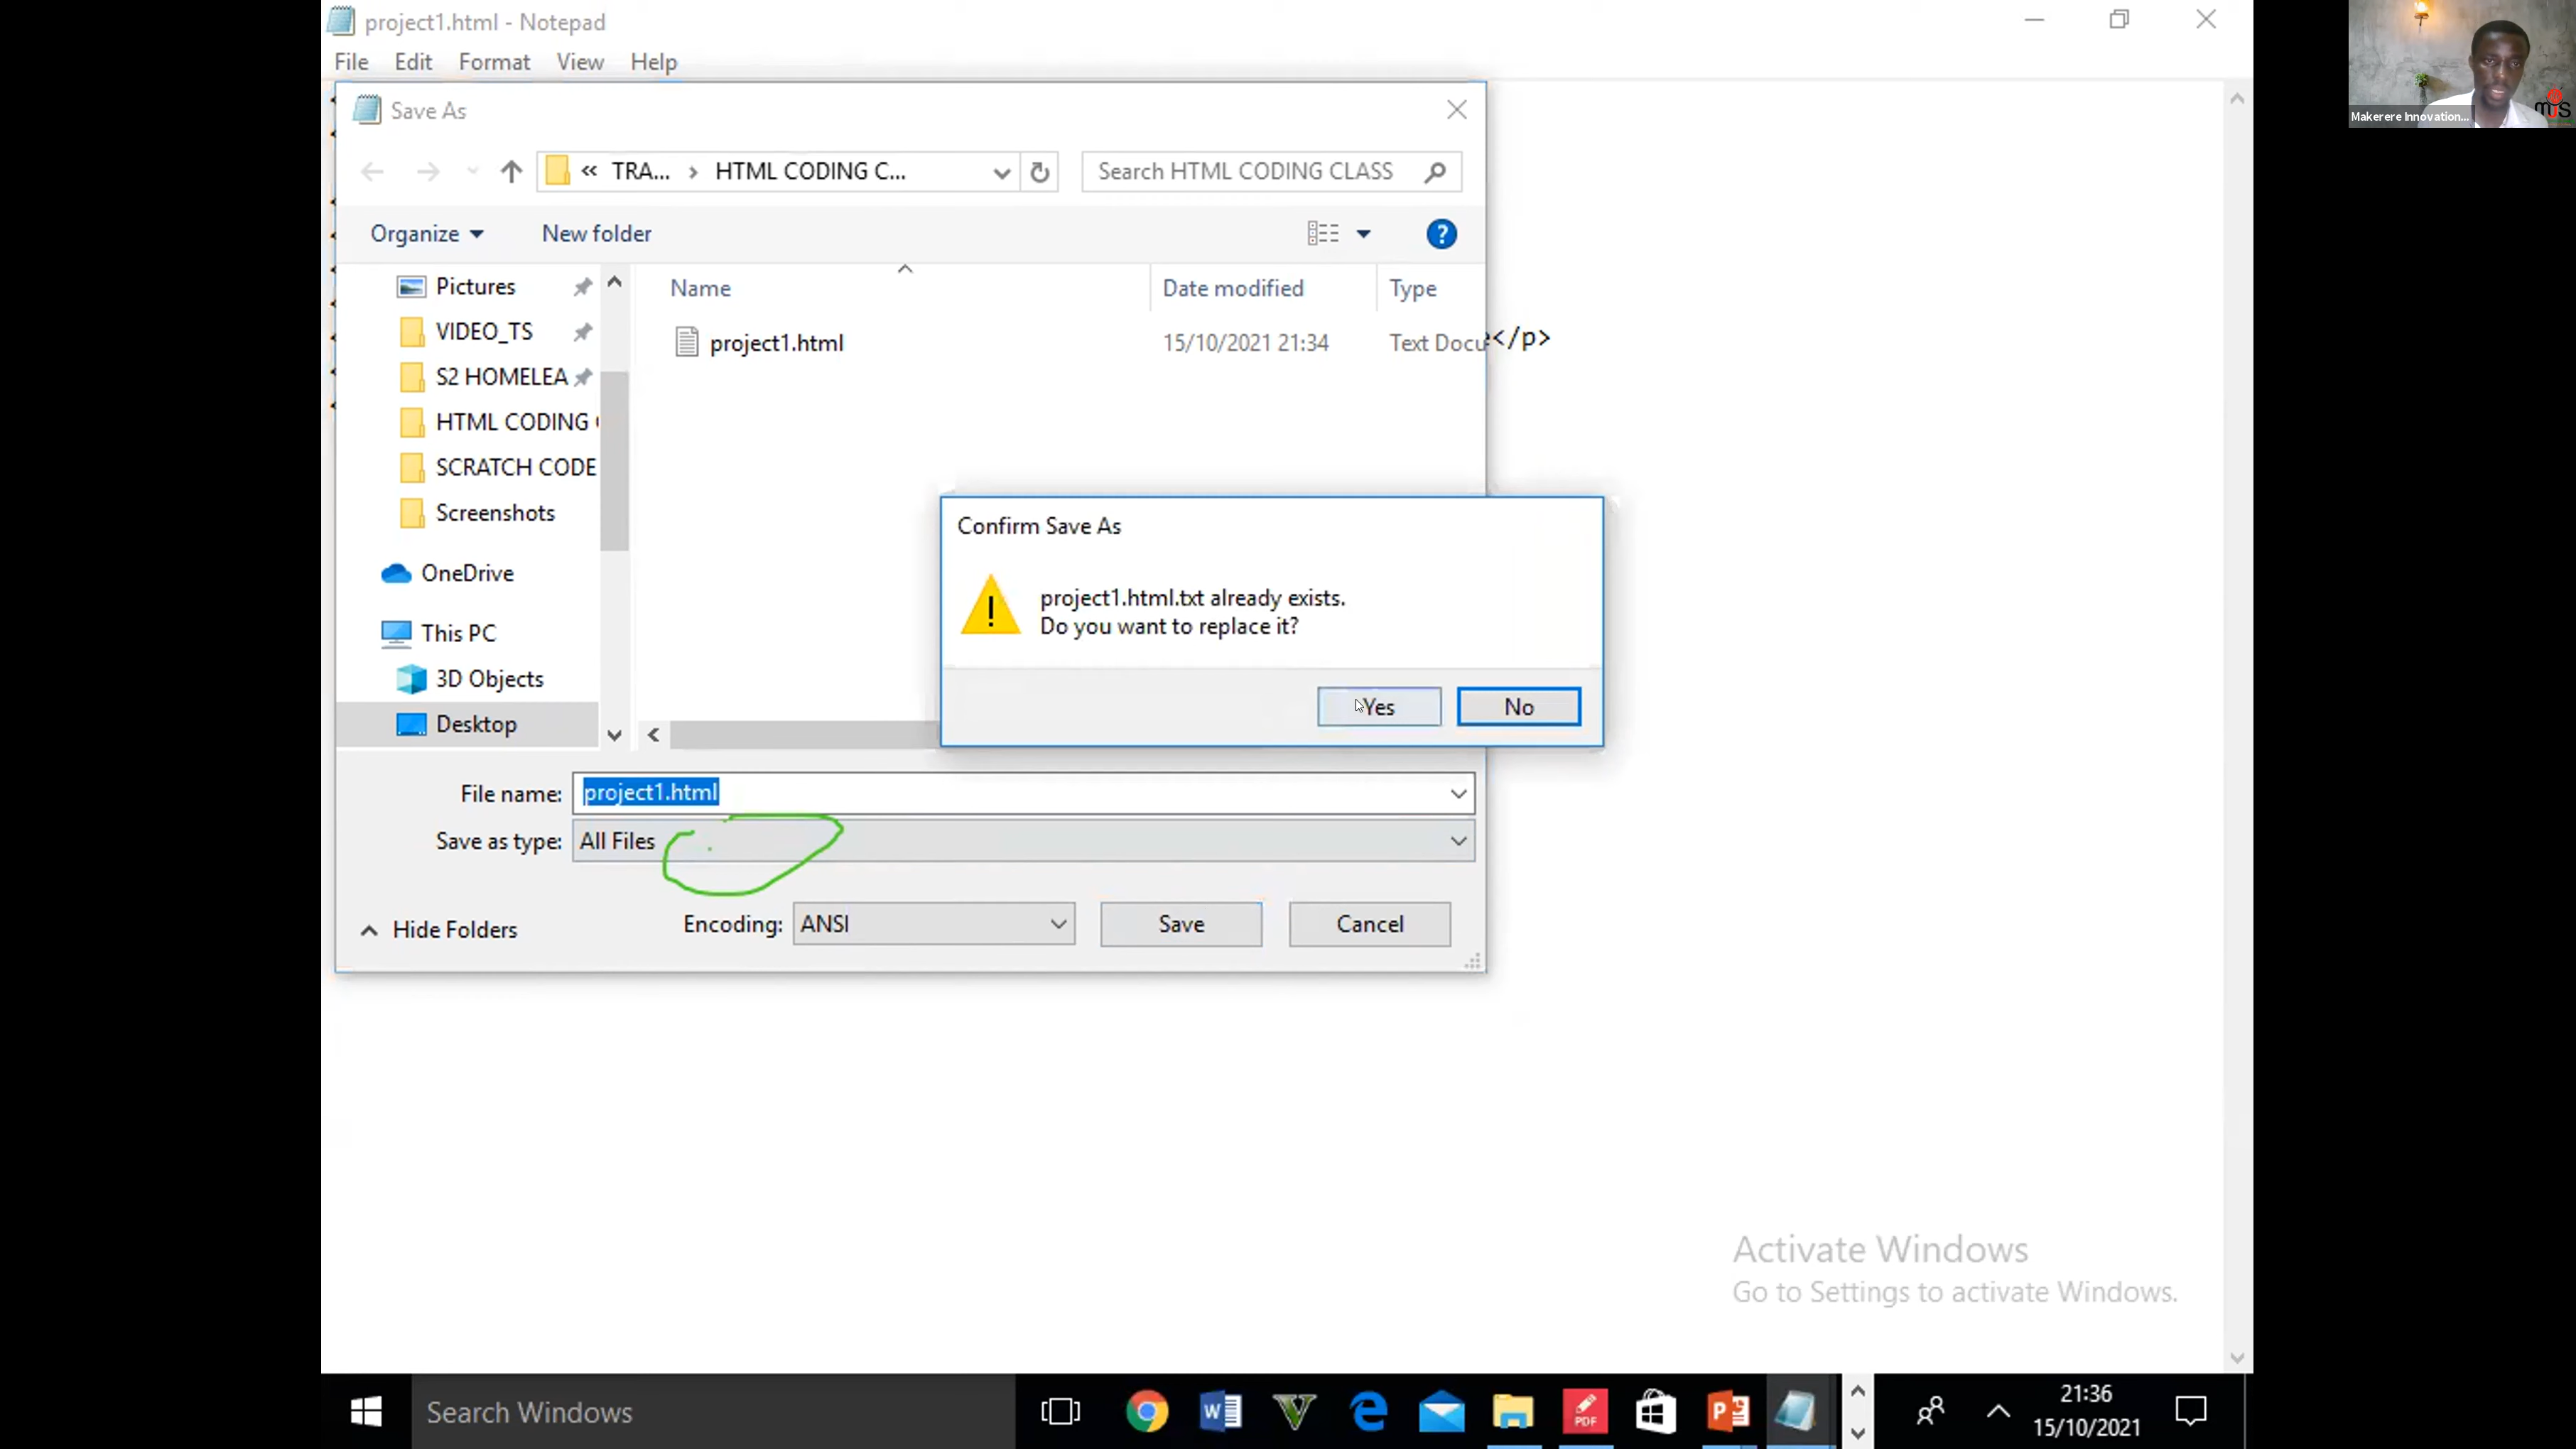 project1.html - Notepad
File Edit Format View Help
Makerere Innovation...
Save As
« TRA... › HTML CODING C...
Search HTML CODING CLASS
Organize New folder
?
Name Date modified Type
Pictures
VIDEO_TS
S2 HOMELEA
HTML CODING
SCRATCH CODE
Screenshots
OneDrive
This PC
3D Objects
Desktop
project1.html 15/10/2021 21:34 Text Docu
</p>
Confirm Save As
project1.html.txt already exists.
Do you want to replace it?
Yes No
File name: project1.html
Save as type: All Files
Hide Folders Encoding: ANSI Save Cancel
Activate Windows
Go to Settings to activate Windows.
Search Windows
PDF
21:36
15/10/2021